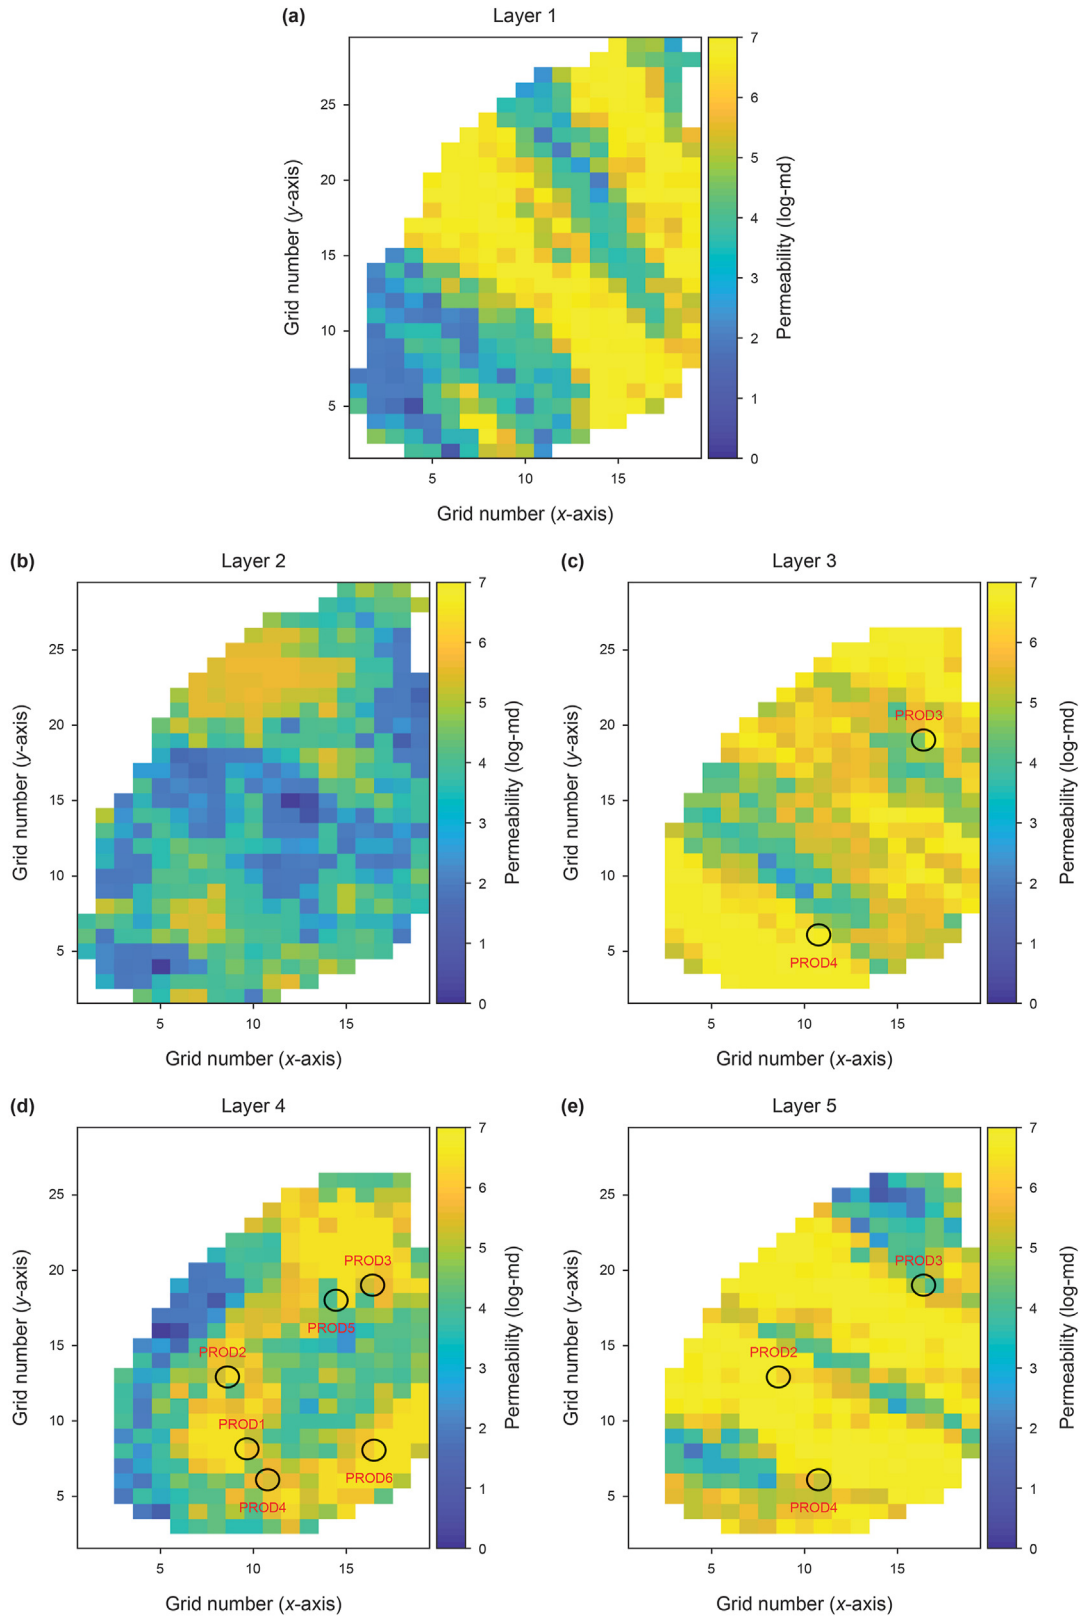 (a) Layer 1
25
20
15
10
5
5 10 15
Grid number (y-axis)
Grid number (x-axis)
7
6
5
4
3
2
1
0
Permeability (log-md)
(b) Layer 2
25
20
15
10
5
5 10 15
Grid number (y-axis)
Grid number (x-axis)
7
6
5
4
3
2
1
0
Permeability (log-md)
(c) Layer 3
25
20
15
10
5
5 10 15
Grid number (y-axis)
Grid number (x-axis)
PROD3
PROD4
7
6
5
4
3
2
1
0
Permeability (log-md)
(d) Layer 4
25
20
15
10
5
5 10 15
Grid number (y-axis)
Grid number (x-axis)
PROD3
PROD5
PROD2
PROD1
PROD6
PROD4
7
6
5
4
3
2
1
0
Permeability (log-md)
(e) Layer 5
25
20
15
10
5
5 10 15
Grid number (y-axis)
Grid number (x-axis)
PROD3
PROD2
PROD4
7
6
5
4
3
2
1
0
Permeability (log-md)